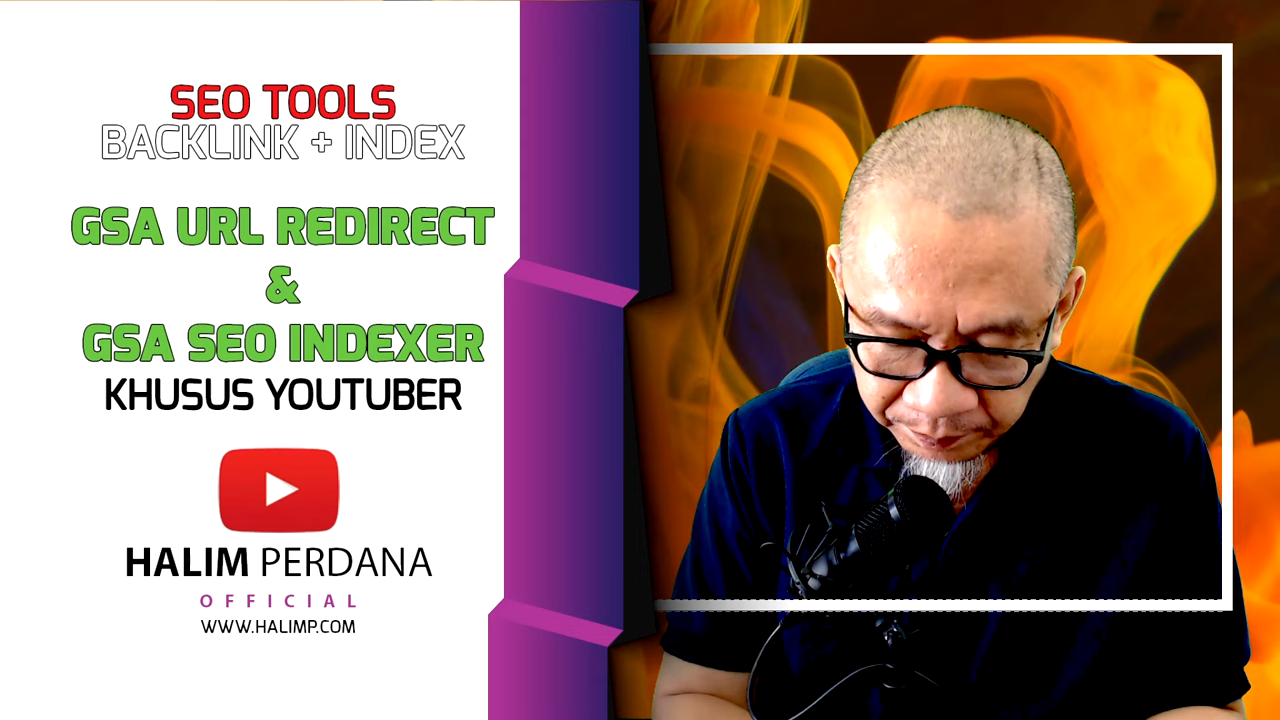 SEO TOOLS
BACKLINK + INDEX
GSA URL REDIRECT
&
GSA SEO INDEXER
KHUSUS YOUTUBER
HALIM PERDANA
OFFICIAL
WWW.HALIMP.COM